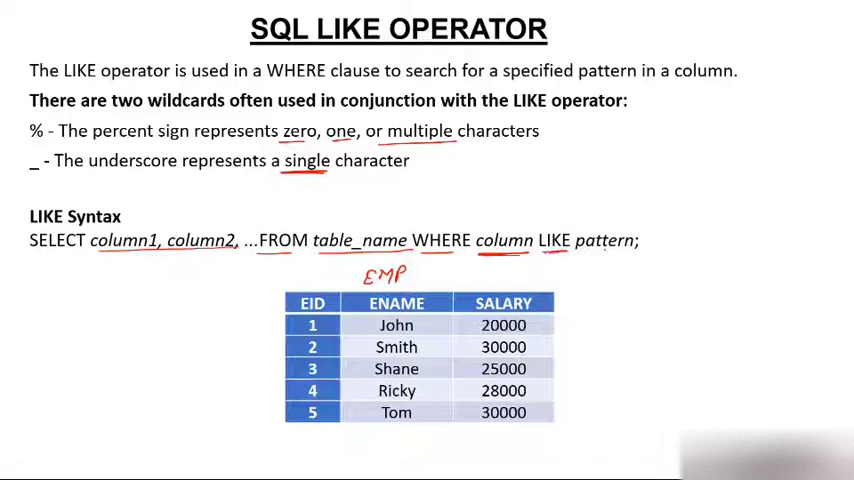 SQL LIKE OPERATOR
The LIKE operator is used in a WHERE clause to search for a specified pattern in a column.
There are two wildcards often used in conjunction with the LIKE operator:
% - The percent sign represents zero, one, or multiple characters
_ - The underscore represents a single character
LIKE Syntax
SELECT column1, column2, ...FROM table_name WHERE column LIKE pattern;
EMP
EID ENAME SALARY
1 John 20000
2 Smith 30000
3 Shane 25000
4 Ricky 28000
5 Tom 30000